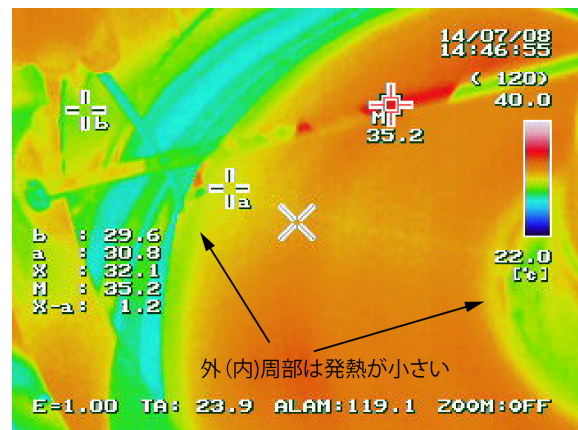 14/07/08
14:46:55
( 120)
40.0
b
M
35.2
a
b : 29.6
a : 30.8
X : 32.1
M : 35.2
X-a: 1.2
22.0
[℃]
外(内)周部は発熱が小さい
E=1.00 TA: 23.9 ALAM:119.1 ZOOM:OFF